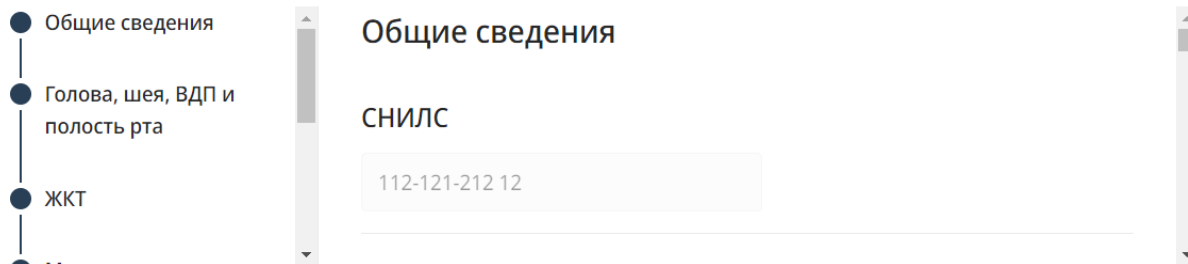 Общие сведения
Голова, шея, ВДП и
полость рта
ЖКТ
Общие сведения
СНИЛС
112-121-212 12